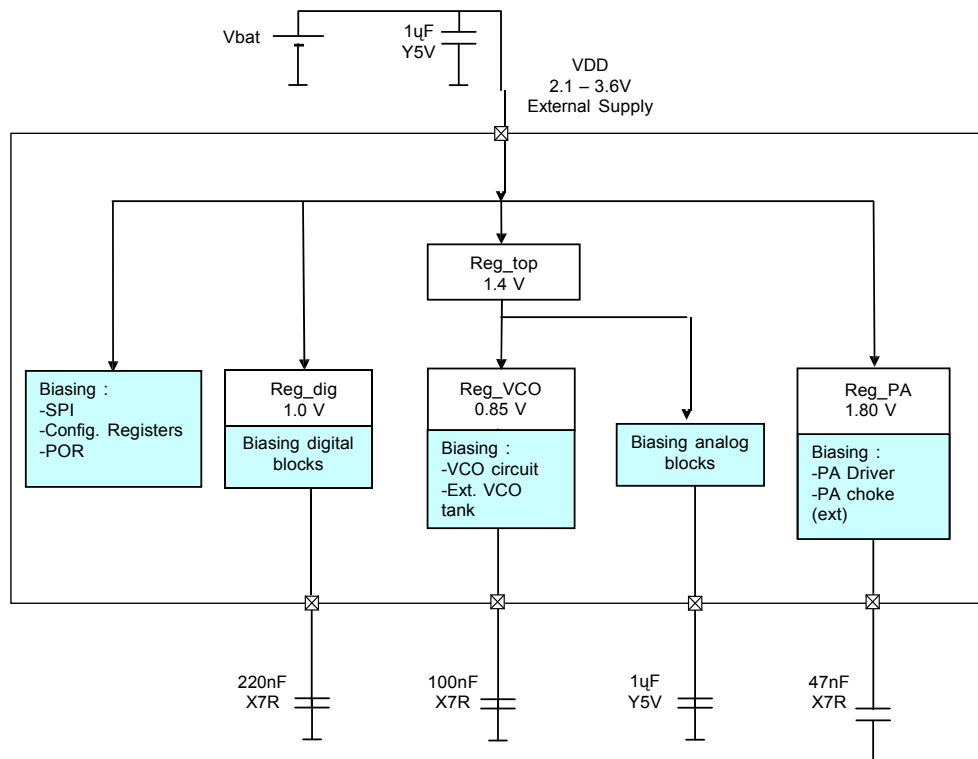 Vbat
1ųF
Y5V
VDD
2.1 – 3.6V
External Supply
Reg_top
1.4 V
Biasing :
-SPI
-Config. Registers
-POR
Reg_dig
1.0 V
Biasing digital
blocks
Reg_VCO
0.85 V
Biasing :
-VCO circuit
-Ext. VCO
tank
Biasing analog
blocks
Reg_PA
1.80 V
Biasing :
-PA Driver
-PA choke
(ext)
220nF
X7R
100nF
X7R
1ųF
Y5V
47nF
X7R